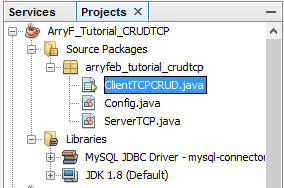 Services Projects
ArryF_Tutorial_CRUDTCP
Source Packages
arryfeb_tutorial_crudtcp
ClientTCPCRUD.java
Config.java
ServerTCP.java
Libraries
MySQL JDBC Driver - mysql-connector
JDK 1.8 (Default)